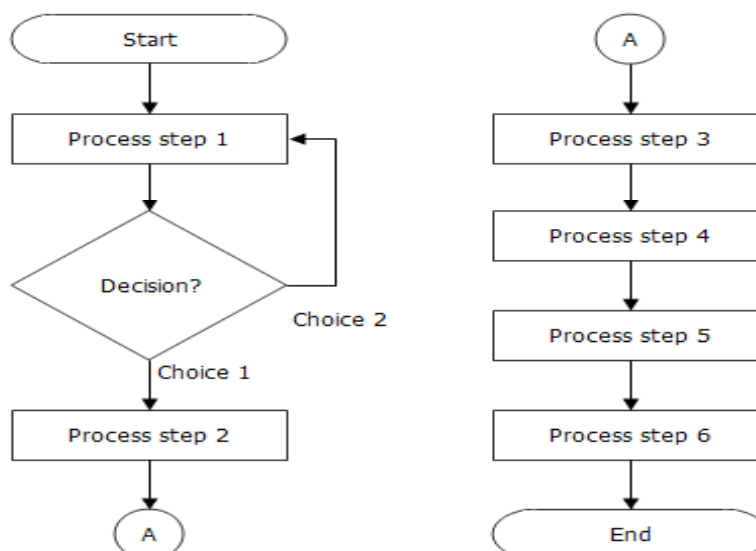 Start
Process step 1
Decision?
Choice 2
Choice 1
Process step 2
A
A
Process step 3
Process step 4
Process step 5
Process step 6
End